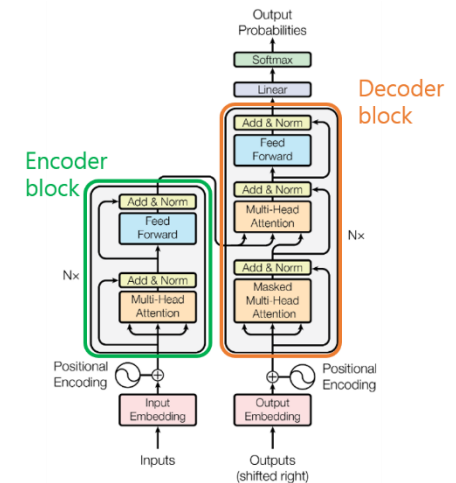 Output
Probabilities
Softmax
Linear
Decoder
block
Add & Norm
Feed
Forward
Add & Norm
Multi-Head
Attention
Nx
Add & Norm
Masked
Multi-Head
Attention
Encoder
block
Add & Norm
Feed
Forward
Nx
Add & Norm
Multi-Head
Attention
Positional
Encoding
Positional
Encoding
Input
Embedding
Output
Embedding
Inputs
Outputs
(shifted right)